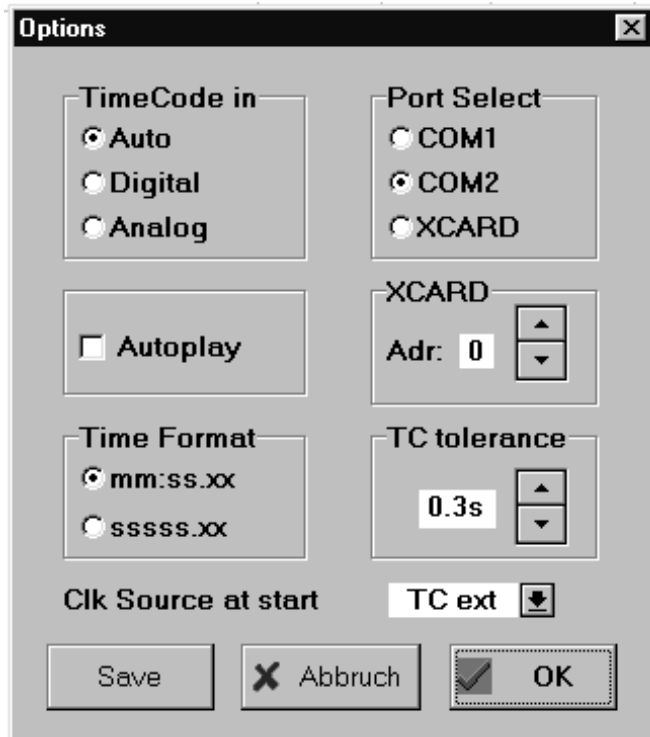 Options
TimeCode in
Auto
Digital
Analog
Port Select
COM1
COM2
XCARD
Autoplay
XCARD
Adr: 0
Time Format
mm:ss.xx
sssss.xx
TC tolerance
0.3s
Clk Source at start TC ext
Save Abbruch OK